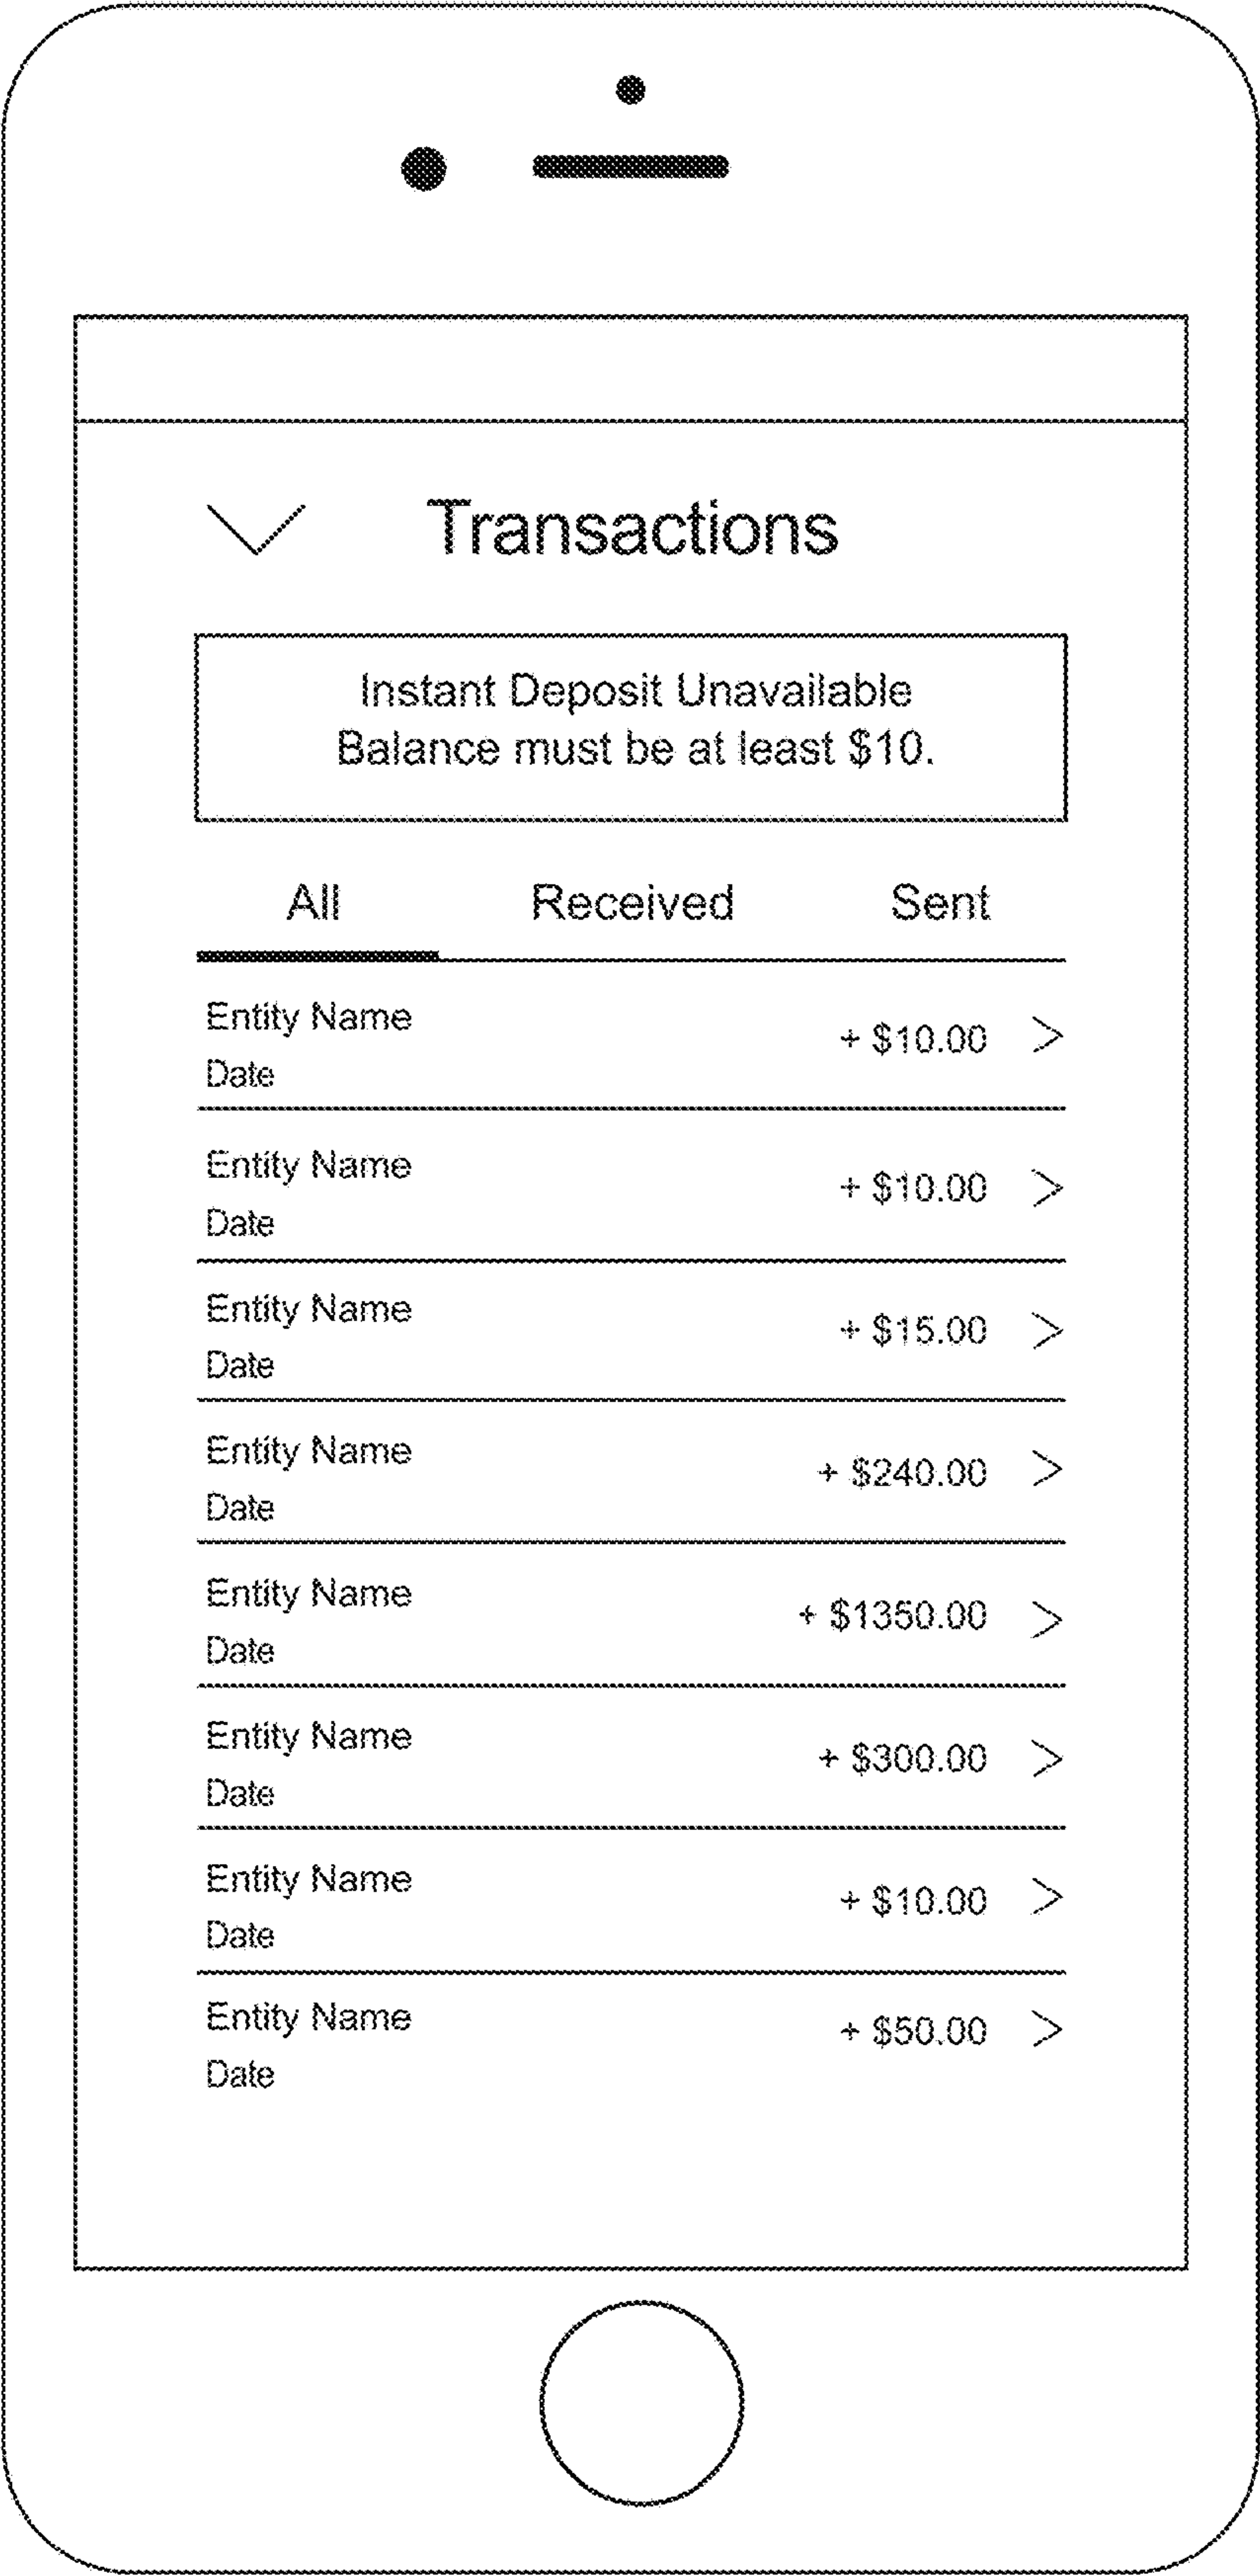 Transactions
Instant Deposit Unavailable
Balance must be at least $10.
All Received Sent
Entity Name
+ $10.00 >
Date
Entity Name
+ $10.00 >
Date
Entity Name
+ $15.00 >
Date
Entity Name
+ $240.00 >
Date
Entity Name
+ $1350.00 >
Date
Entity Name
+ $300.00 >
Date
Entity Name
+ $10.00 >
Date
Entity Name
+ $50.00 >
Date